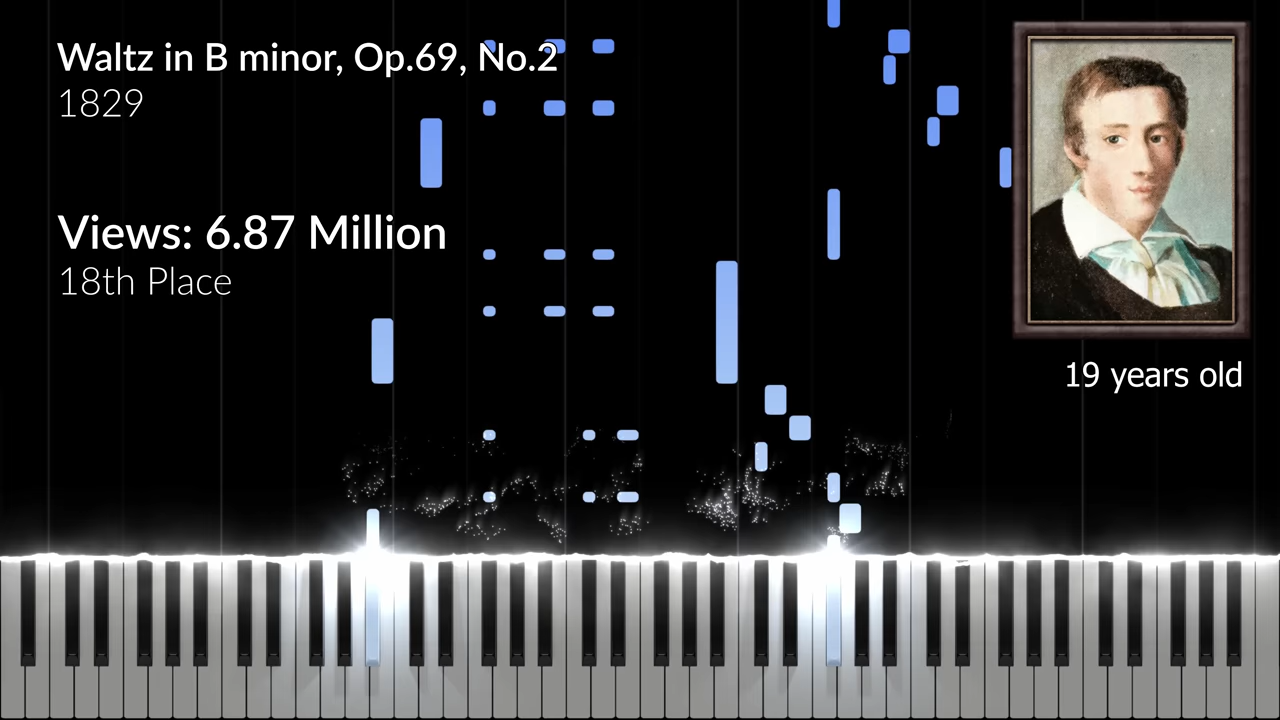 Waltz in B minor, Op.69, No.2
1829
Views: 6.87 Million
18th Place
19 years old